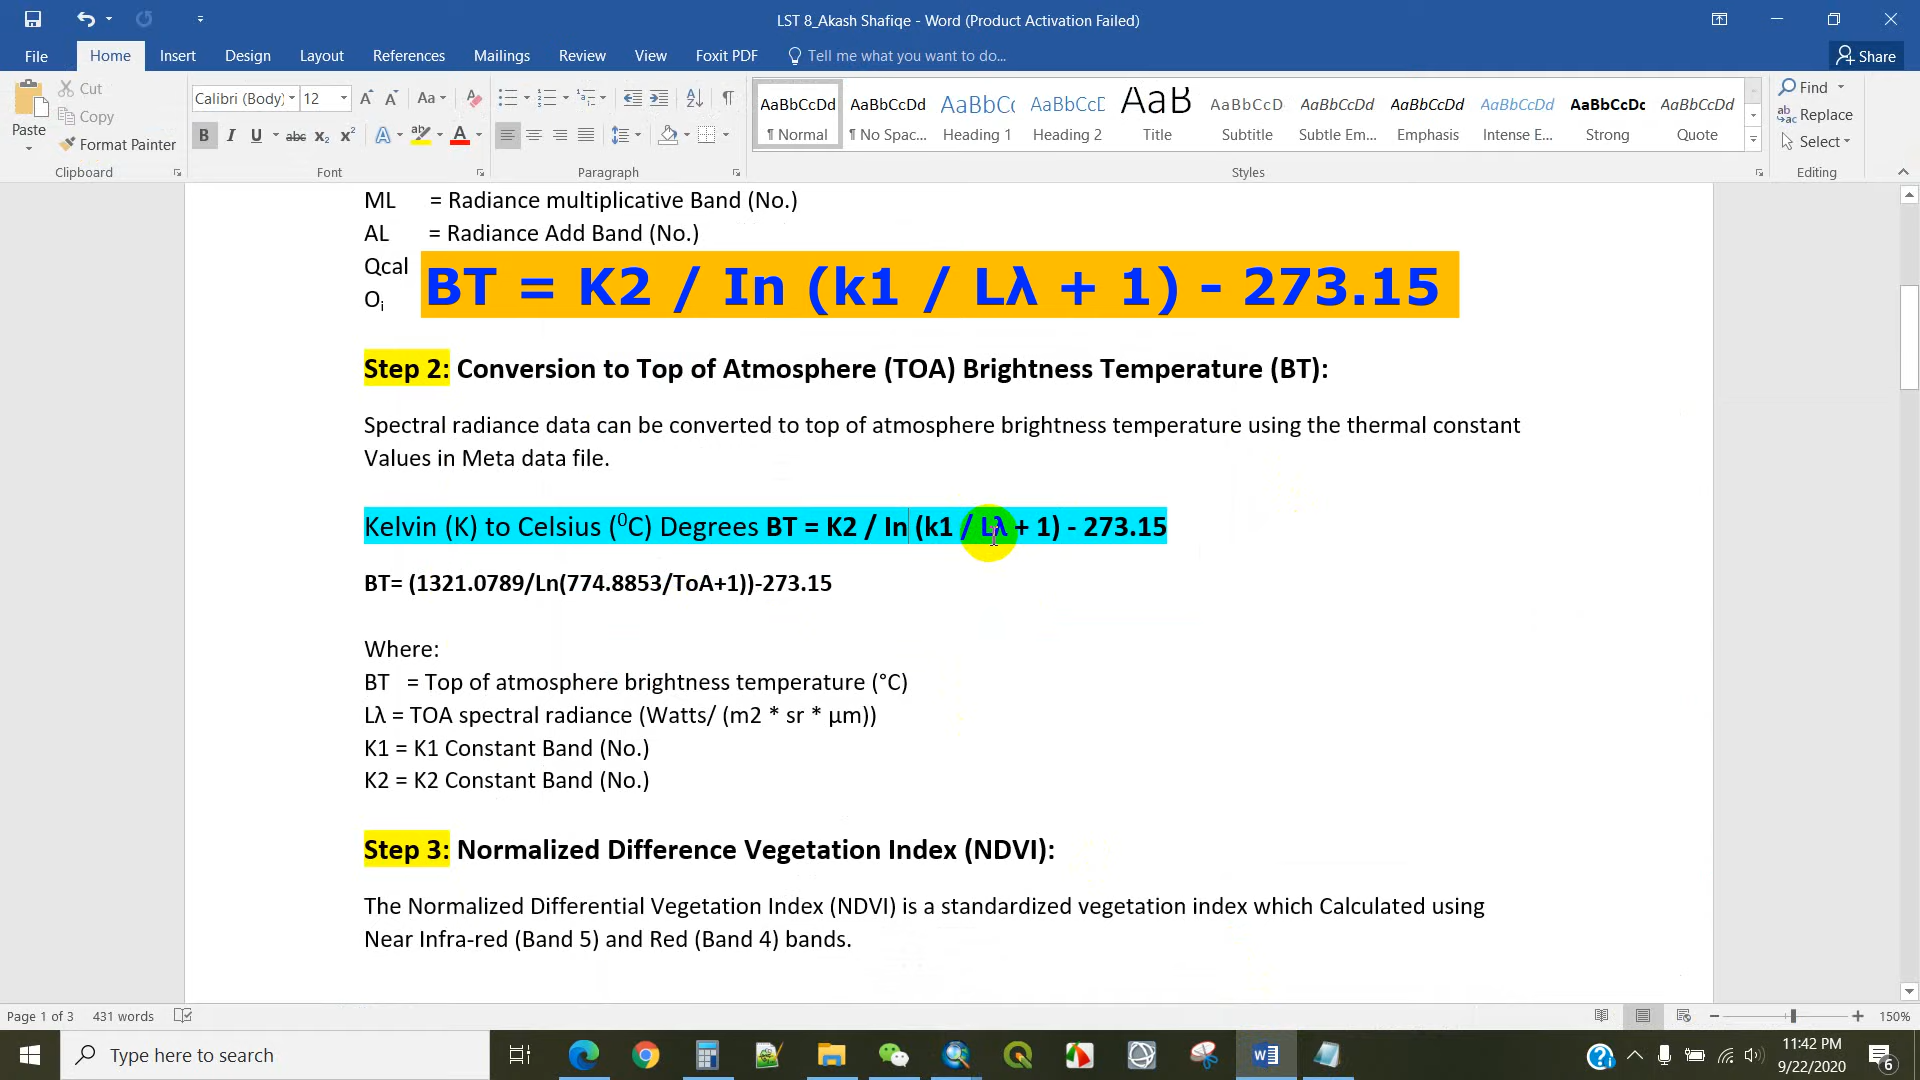 LST 8_Akash Shafiqe - Word (Product Activation Failed)
File Home Insert Design Layout References Mailings Review View Foxit PDF Tell me what you want to do... Share
Paste
Cut
Copy
Format Painter
Clipboard
Calibri (Body) 12
Aa
B I U abc x2 x2 A ab A
Font
Paragraph
AaBbCcDd AaBbCcDd AaBbC AaBbCcD AaB AaBbCcD AaBbCcDd AaBbCcDd AaBbCcDd AaBbCcDc AaBbCcDd
¶ Normal ¶ No Spac... Heading 1 Heading 2 Title Subtitle Subtle Em... Emphasis Intense E... Strong Quote
Styles
Find
Replace
Select
Editing
ML = Radiance multiplicative Band (No.)
AL = Radiance Add Band (No.)
Qcal
Oi
BT = K2 / In (k1 / Lλ + 1) - 273.15
Step 2: Conversion to Top of Atmosphere (TOA) Brightness Temperature (BT):
Spectral radiance data can be converted to top of atmosphere brightness temperature using the thermal constant
Values in Meta data file.
Kelvin (K) to Celsius (⁰C) Degrees BT = K2 / In (k1 / Lλ + 1) - 273.15
BT= (1321.0789/Ln(774.8853/ToA+1))-273.15
Where:
BT = Top of atmosphere brightness temperature (°C)
Lλ = TOA spectral radiance (Watts/ (m2 * sr * µm))
K1 = K1 Constant Band (No.)
K2 = K2 Constant Band (No.)
Step 3: Normalized Difference Vegetation Index (NDVI):
The Normalized Differential Vegetation Index (NDVI) is a standardized vegetation index which Calculated using
Near Infra-red (Band 5) and Red (Band 4) bands.
Page 1 of 3 431 words 150%
Type here to search
11:42 PM
9/22/2020
6